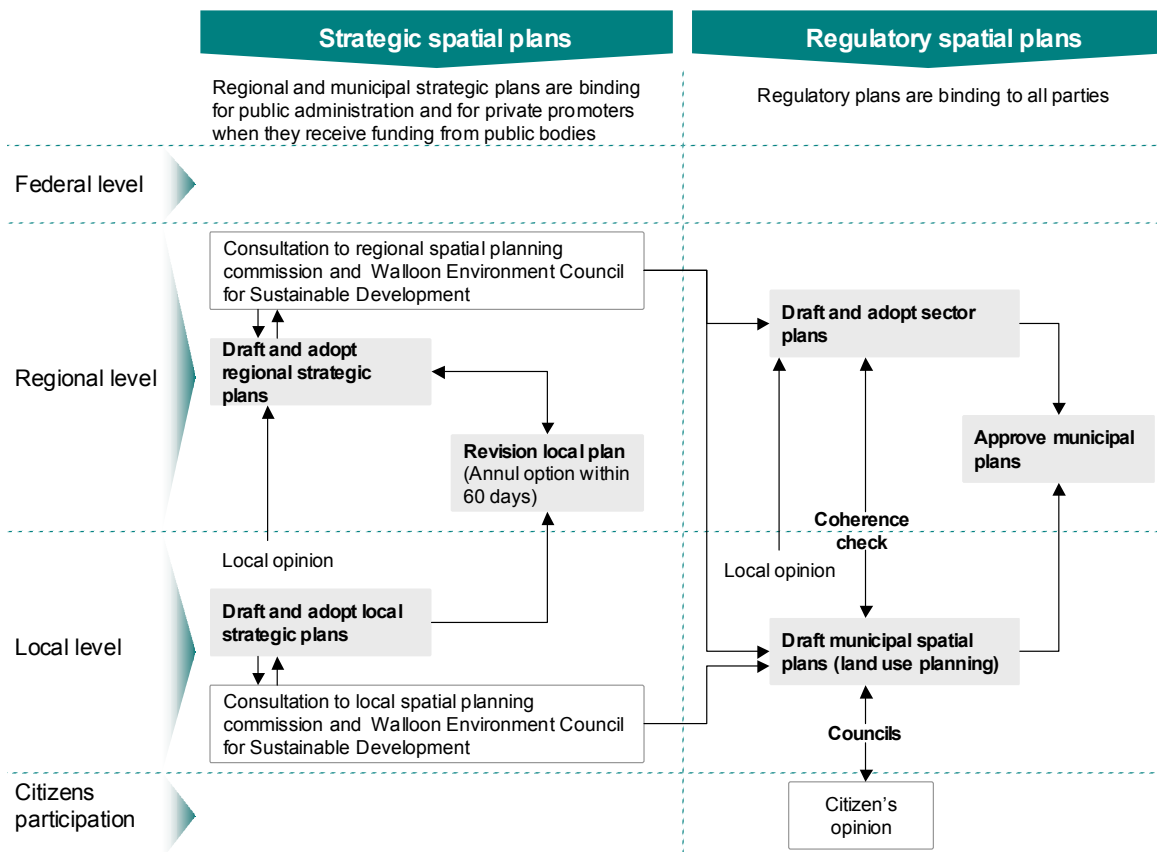 Strategic spatial plans
Regulatory spatial plans
Regional and municipal strategic plans are binding
for public administration and for private promoters
when they receive funding from public bodies
Regulatory plans are binding to all parties
Federal level
Regional level
Consultation to regional spatial planning
commission and Walloon Environment Council
for Sustainable Development
Draft and adopt
regional strategic
plans
Revision local plan
(Annul option within
60 days)
Draft and adopt sector
plans
Approve municipal
plans
Coherence
check
Local opinion
Local opinion
Local level
Draft and adopt local
strategic plans
Consultation to local spatial planning
commission and Walloon Environment Council
for Sustainable Development
Draft municipal spatial
plans (land use planning)
Councils
Citizens
participation
Citizen's
opinion